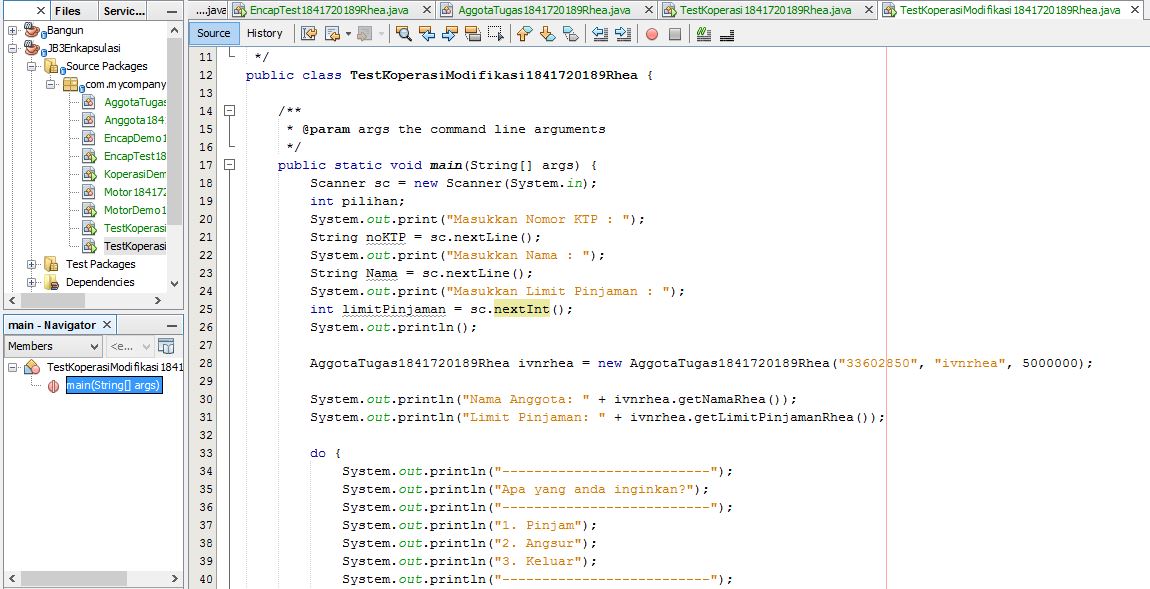 Files
Servic...
Bangun
JB3Enkapsulasi
Source Packages
com.mycompany
AggotaTugas
Anggota184
EncapDemo1
EncapTest18
KoperasiDem
Motor18417
MotorDemo1
TestKoperasi
TestKoperasi
Test Packages
Dependencies
main - Navigator
Members
<e...
TestKoperasiModifikasi1841
main(String[] args)
....java EncapTest1841720189Rhea.java AggotaTugas1841720189Rhea.java TestKoperasi1841720189Rhea.java TestKoperasiModifikasi1841720189Rhea.java
Source History
11 */
12 public class TestKoperasiModifikasi1841720189Rhea {
13
14 /**
15 * @param args the command line arguments
16 */
17 public static void main(String[] args) {
18 Scanner sc = new Scanner(System.in);
19 int pilihan;
20 System.out.print("Masukkan Nomor KTP : ");
21 String noKTP = sc.nextLine();
22 System.out.print("Masukkan Nama : ");
23 String Nama = sc.nextLine();
24 System.out.print("Masukkan Limit Pinjaman : ");
25 int limitPinjaman = sc.nextInt();
26 System.out.println();
27
28 AggotaTugas1841720189Rhea ivnrhea = new AggotaTugas1841720189Rhea("33602850", "ivnrhea", 5000000);
29
30 System.out.println("Nama Anggota: " + ivnrhea.getNamaRhea());
31 System.out.println("Limit Pinjaman: " + ivnrhea.getLimitPinjamanRhea());
32
33 do {
34 System.out.println("--------------------------");
35 System.out.println("Apa yang anda inginkan?");
36 System.out.println("--------------------------");
37 System.out.println("1. Pinjam");
38 System.out.println("2. Angsur");
39 System.out.println("3. Keluar");
40 System.out.println("--------------------------");